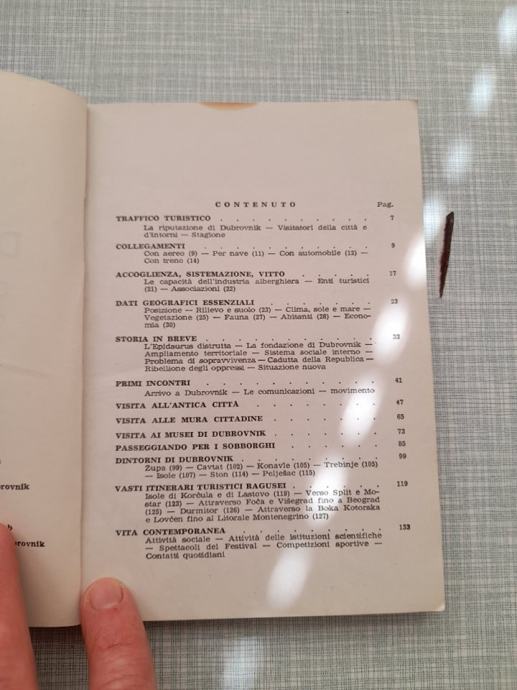 CONTENUTO Pag.
TRAFFICO TURISTICO . . . . . . . . . . 7
La riputazione di Dubrovnik — Visitatori della città e
d'intorni — Stagione
COLLEGAMENTI . . . . . . . . . . . 9
Con aereo (9) — Per nave (11) — Con automobile (13) —
Con treno (14)
ACCOGLIENZA, SISTEMAZIONE, VITTO . . . . . . 17
Le capacità dell'industria alberghiera — Enti turistici
(21) — Associazioni (22)
DATI GEOGRAFICI ESSENZIALI . . . . . . . 23
Posizione — Rilievo e suolo (23) — Clima, sole e mare —
Vegetazione (25) — Fauna (27) — Abitanti (28) — Econo-
mia (30)
STORIA IN BREVE . . . . . . . . . . 33
L'Epidaurus distrutta — La fondazione di Dubrovnik —
Ampliamento territoriale — Sistema sociale interno —
Problema di sopravvivenza — Caduta della Republica —
Ribellione degli oppressi — Situazione nuova
PRIMI INCONTRI . . . . . . . . . . 41
Arrivo a Dubrovnik — Le comunicazioni — movimento
VISITA ALL'ANTICA CITTÀ . . . . . . . . 47
VISITA ALLE MURA CITTADINE . . . . . . . 65
VISITA AI MUSEI DI DUBROVNIK . . . . . . . 73
PASSEGGIANDO PER I SOBBORGHI . . . . . . 85
DINTORNI DI DUBROVNIK . . . . . . . . 99
Župa (99) — Cavtat (102) — Konavle (105) — Trebinje (105)
— Isole (107) — Ston (114) — Pelješac (115)
VASTI ITINERARI TURISTICI RAGUSEI . . . . . . 119
Isole di Korčula e di Lastovo (119) — Verso Split e Mo-
star (123) — Attraverso Foča e Višegrad fino a Beograd
(125) — Durmitor (126) — Attraverso la Boka Kotorska
e Lovćen fino al Litorale Montenegrino (127)
VITA CONTEMPORANEA . . . . . . . . . 153
Attività sociale — Attività delle istituzioni scientifiche
— Spettacoli del Festival — Competizioni sportive —
Contatti quotidiani